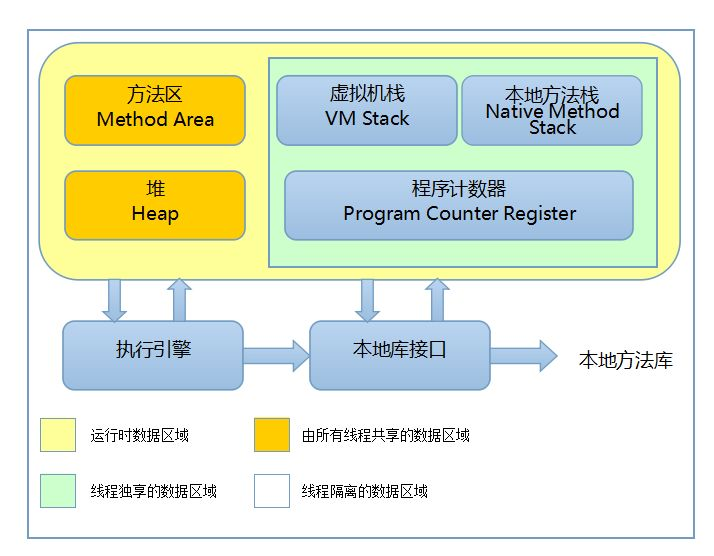 方法区
Method Area
虚拟机栈
VM Stack
本地方法栈
Native Method
Stack
堆
Heap
程序计数器
Program Counter Register
执行引擎
本地库接口
本地方法库
运行时数据区域
由所有线程共享的数据区域
线程独享的数据区域
线程隔离的数据区域